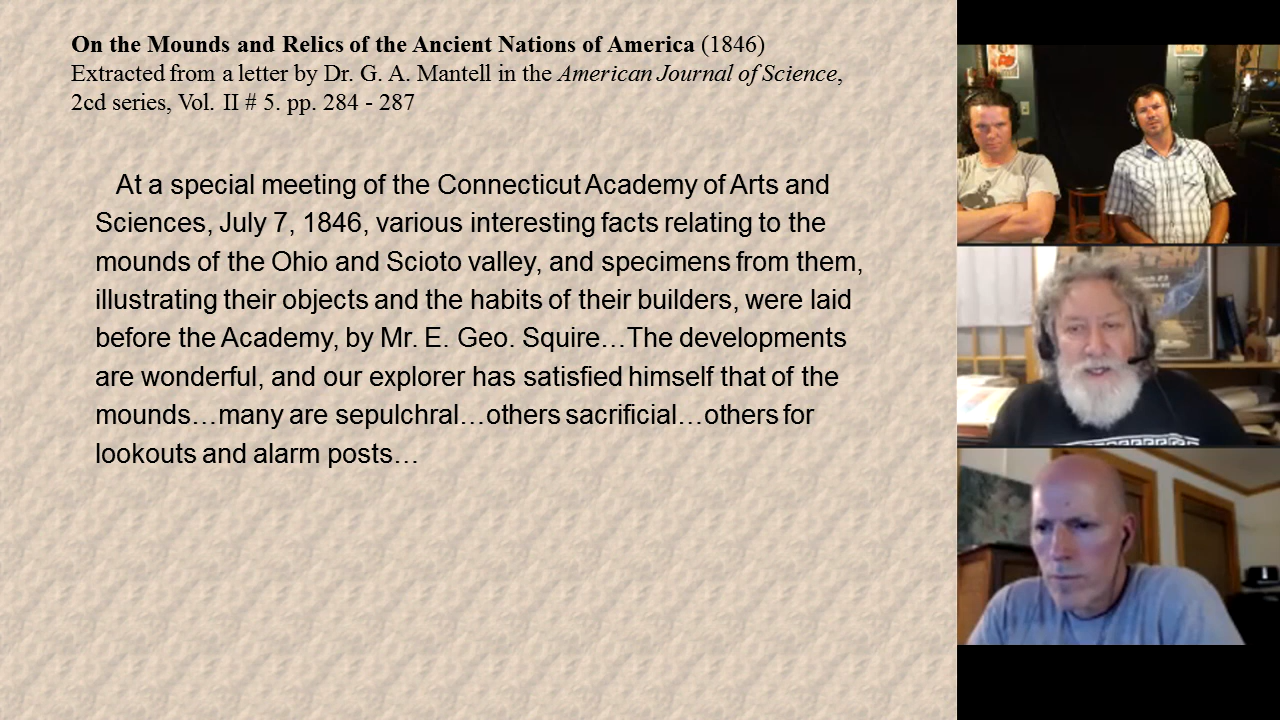 On the Mounds and Relics of the Ancient Nations of America (1846)
Extracted from a letter by Dr. G. A. Mantell in the American Journal of Science,
2cd series, Vol. II # 5. pp. 284 - 287
At a special meeting of the Connecticut Academy of Arts and
Sciences, July 7, 1846, various interesting facts relating to the
mounds of the Ohio and Scioto valley, and specimens from them,
illustrating their objects and the habits of their builders, were laid
before the Academy, by Mr. E. Geo. Squire…The developments
are wonderful, and our explorer has satisfied himself that of the
mounds…many are sepulchral…others sacrificial…others for
lookouts and alarm posts…